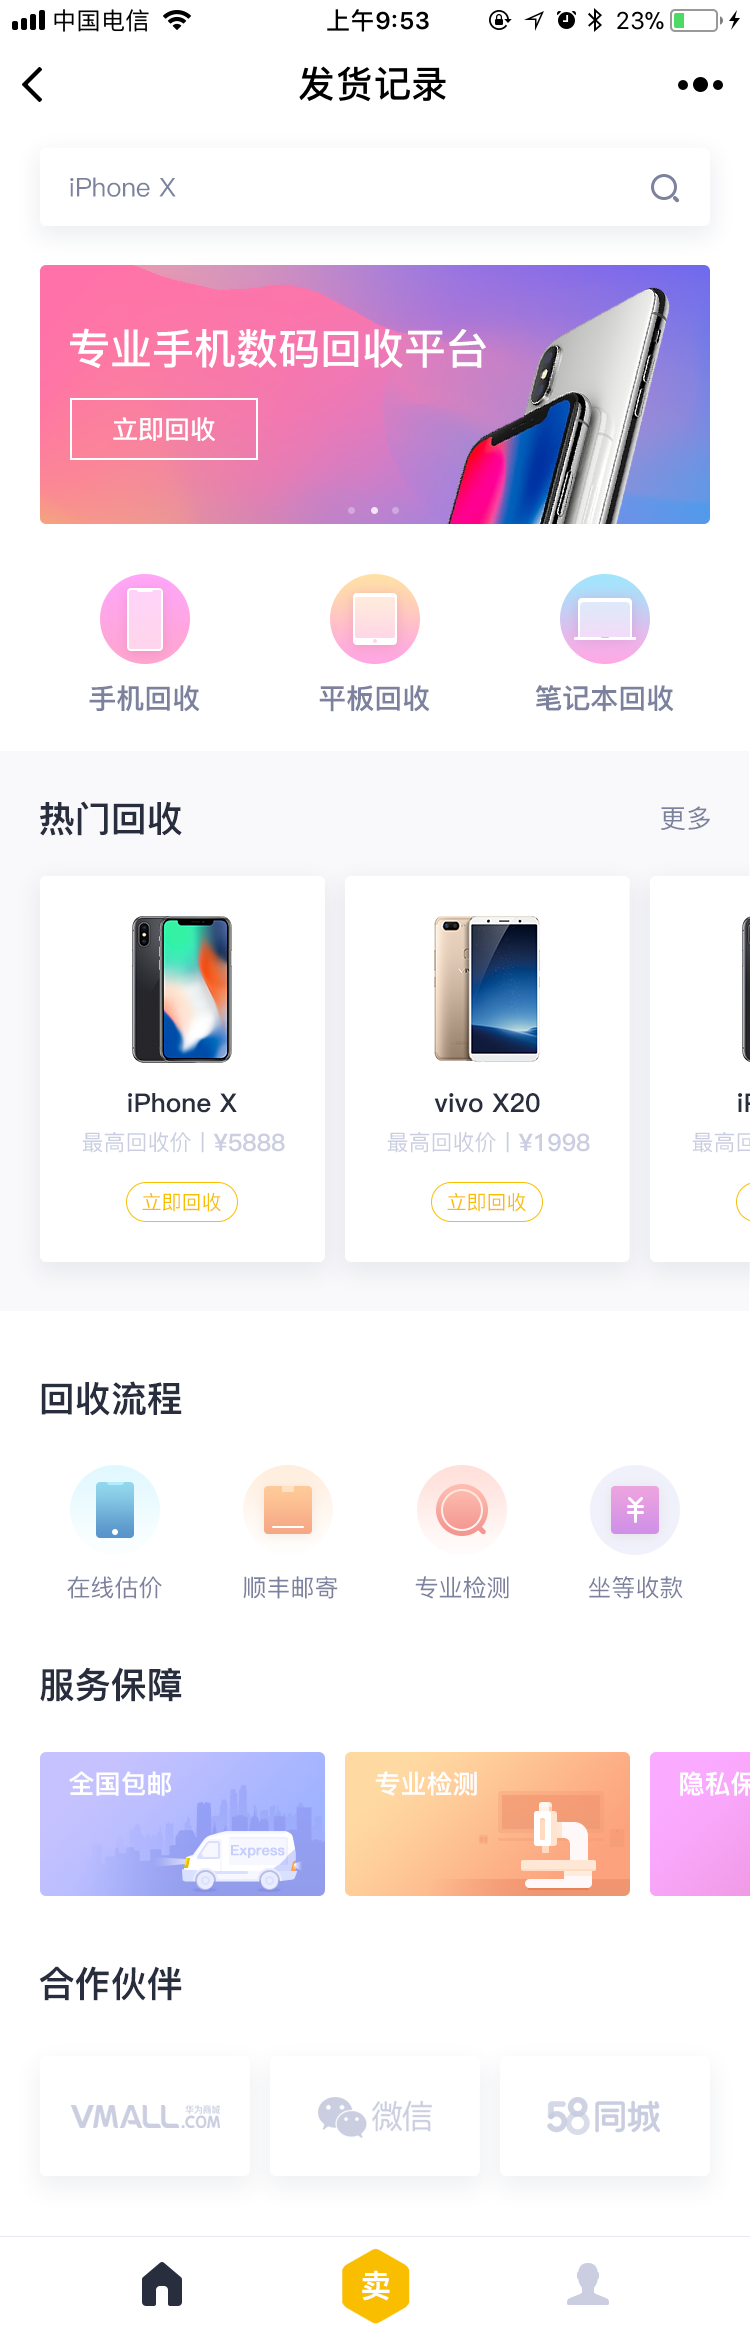 中国电信
上午9:53
23%
发货记录
iPhone X
专业手机数码回收平台
立即回收
手机回收
平板回收
笔记本回收
热门回收
更多
iPhone X
最高回收价 | ¥5888
立即回收
vivo X20
最高回收价 | ¥1998
立即回收
iP
最高回
回收流程
在线估价
顺丰邮寄
专业检测
坐等收款
服务保障
全国包邮
Express
专业检测
隐私保
合作伙伴
VMALL.COM
华为商城
微信
58同城
卖